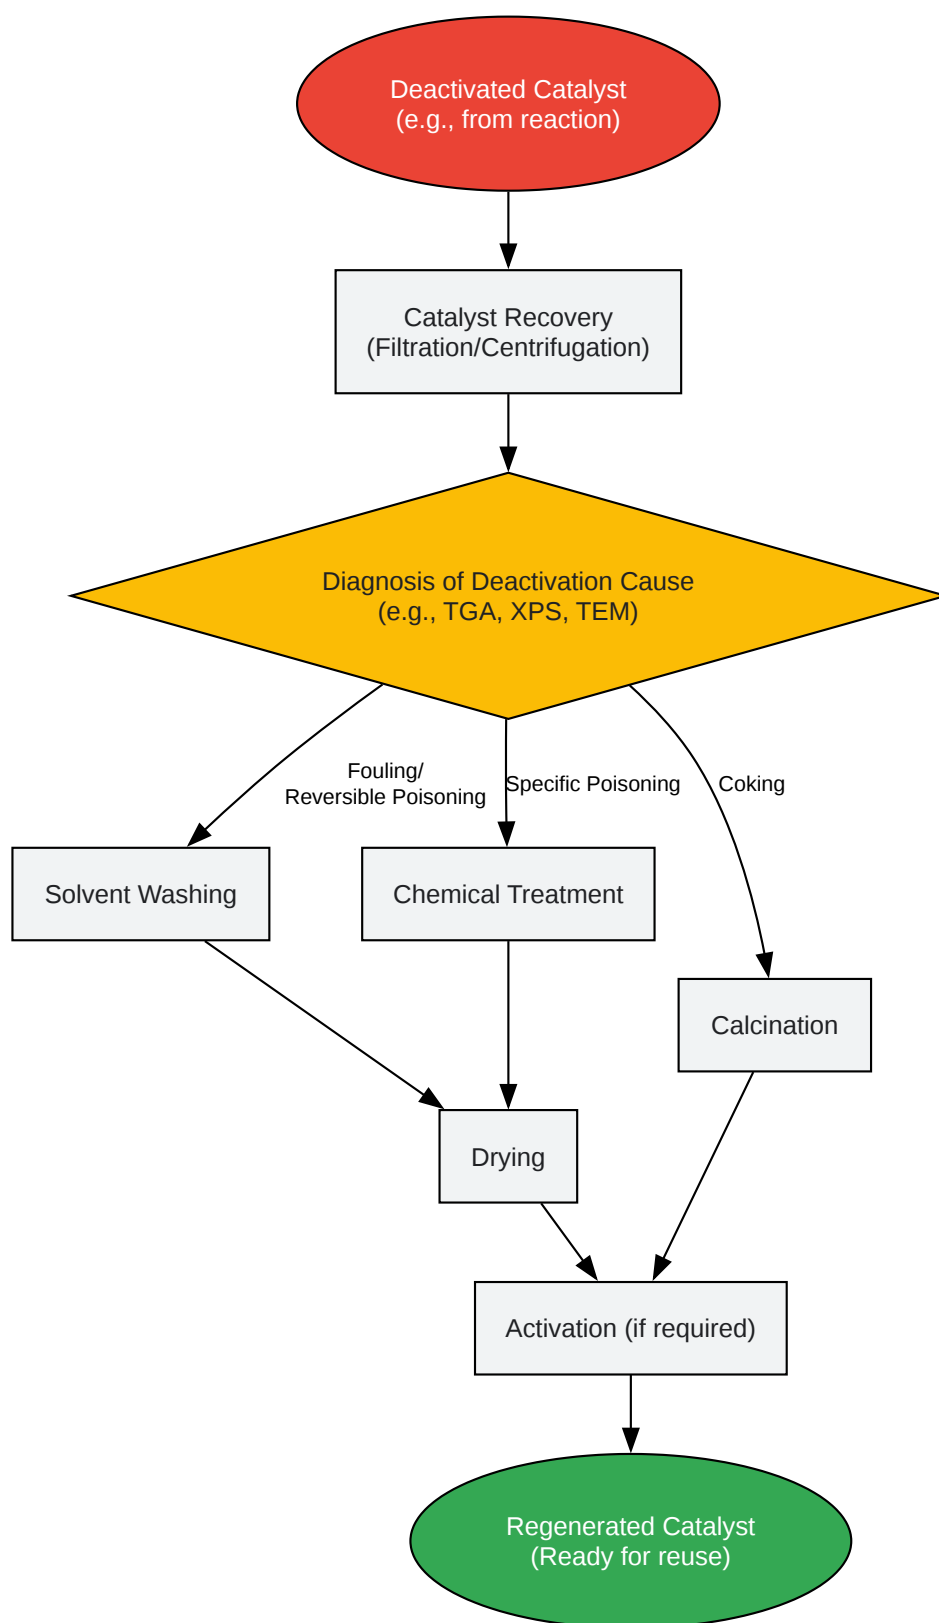 Deactivated Catalyst
(e.g., from reaction)
Catalyst Recovery
(Filtration/Centrifugation)
Diagnosis of Deactivation Cause
(e.g., TGA, XPS, TEM)
Fouling/
Reversible Poisoning
Specific Poisoning
Coking
Solvent Washing
Chemical Treatment
Calcination
Drying
Activation (if required)
Regenerated Catalyst
(Ready for reuse)